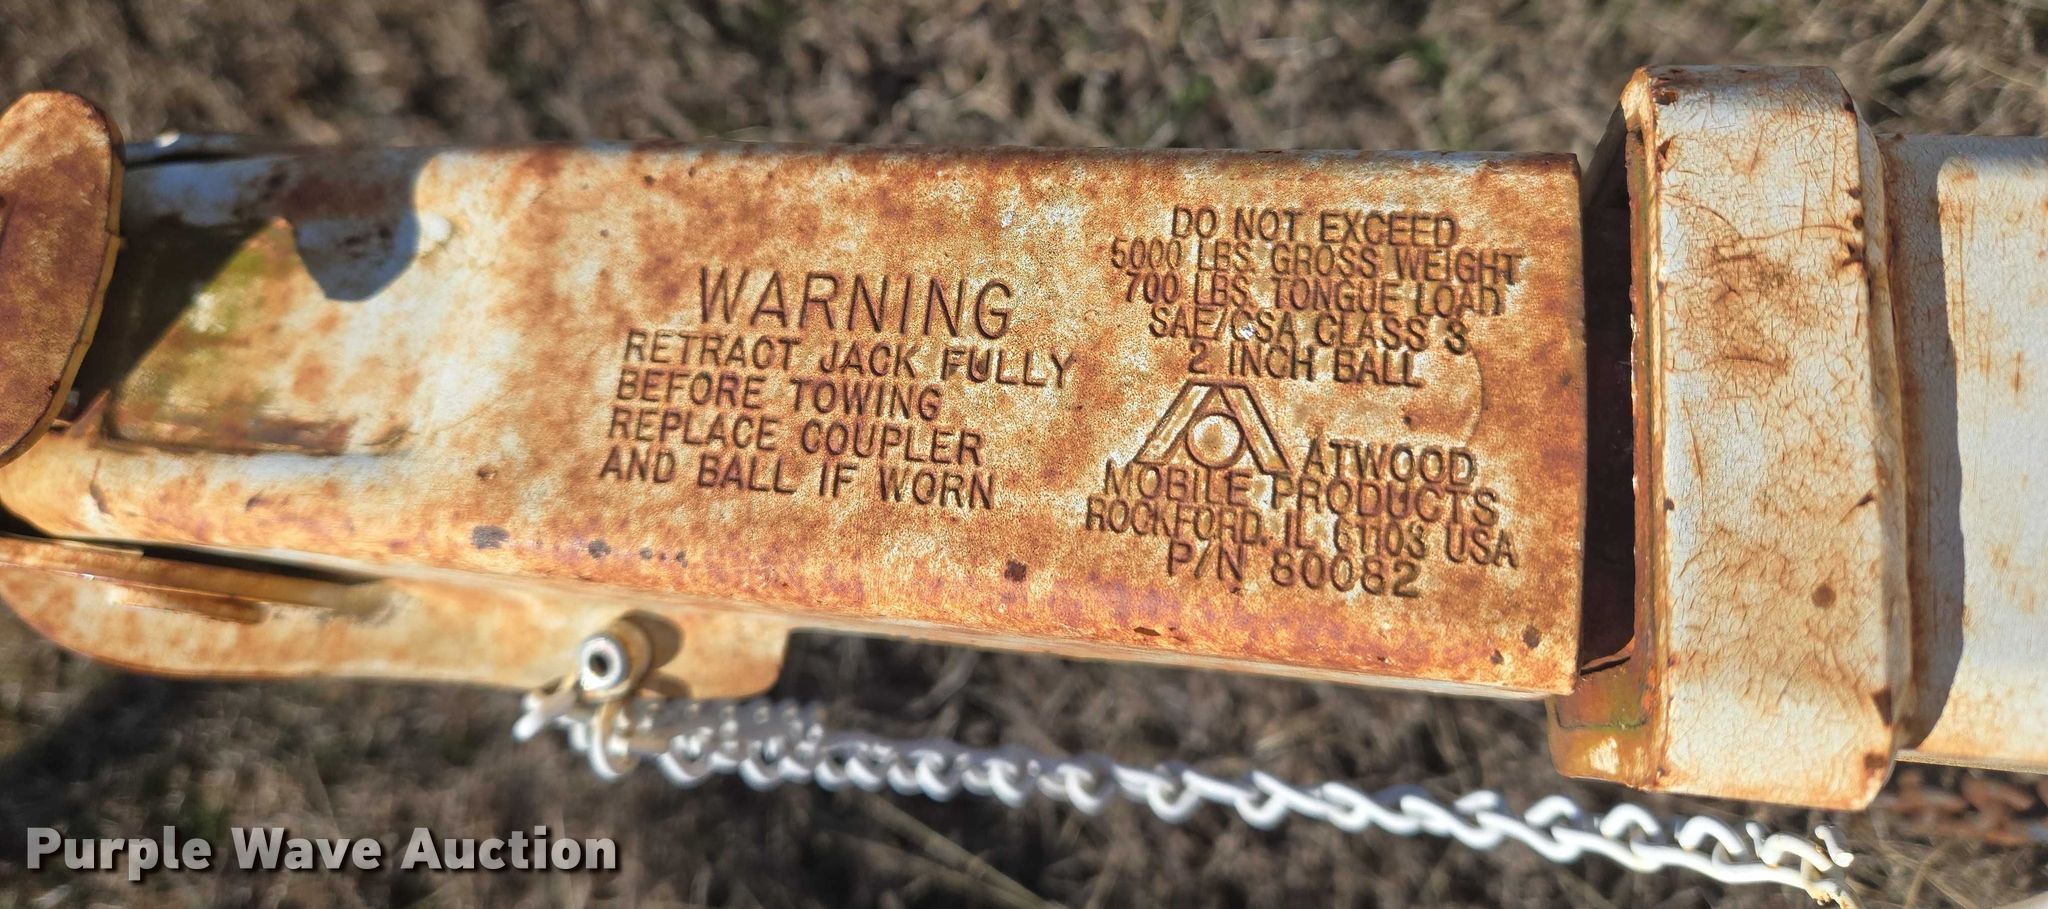 WARNING
RETRACT JACK FULLY
BEFORE TOWING
REPLACE COUPLER
AND BALL IF WORN
DO NOT EXCEED
5000 LBS. GROSS WEIGHT
700 LBS. TONGUE LOAD
SAE/CSA CLASS 3
2 INCH BALL
ATWOOD
MOBILE PRODUCTS
ROCKFORD, IL 61103 USA
P/N 80082
Purple Wave Auction